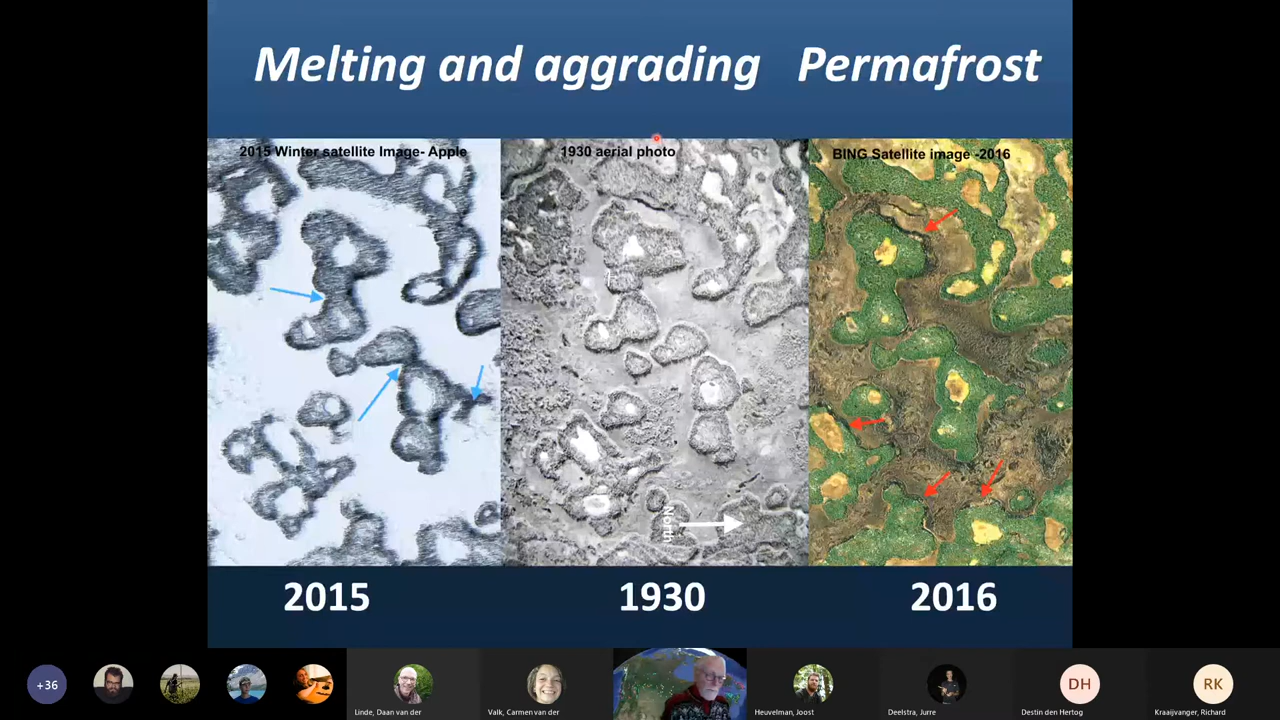 Melting and aggrading Permafrost
2015 Winter satellite Image- Apple
1930 aerial photo
BING Satellite image -2016
North
2015
1930
2016
+36
Linde, Daan van der
Valk, Carmen van der
Heuvelman, Joost
Deelstra, Jurre
DH
Destin den Hertog
RK
Kraaijvanger, Richard